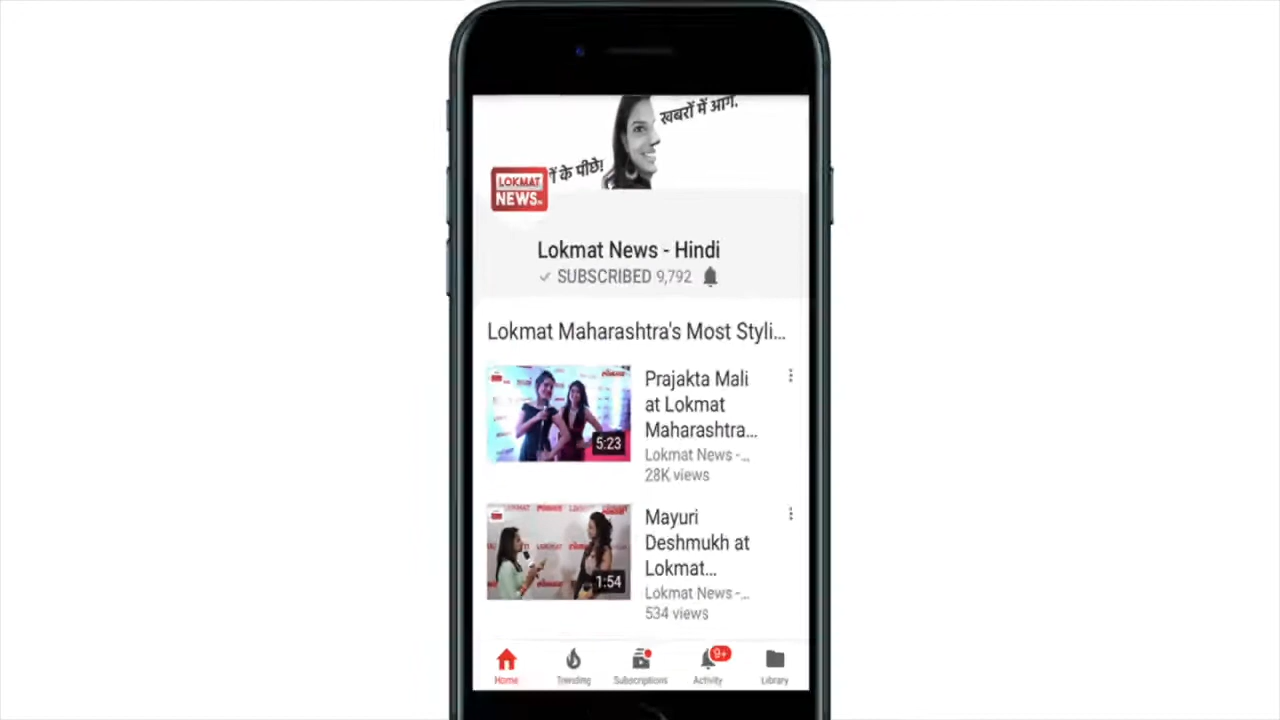 खबरों में आगे.
के पीछे!
LOKMAT
NEWS
Lokmat News - Hindi
SUBSCRIBED 9,792
Lokmat Maharashtra's Most Styli...
Prajakta Mali
at Lokmat
Maharashtra...
Lokmat News -...
28K views
5:23
Mayuri
Deshmukh at
Lokmat...
Lokmat News -...
534 views
1:54
9+
Home Trending Subscriptions Activity Library